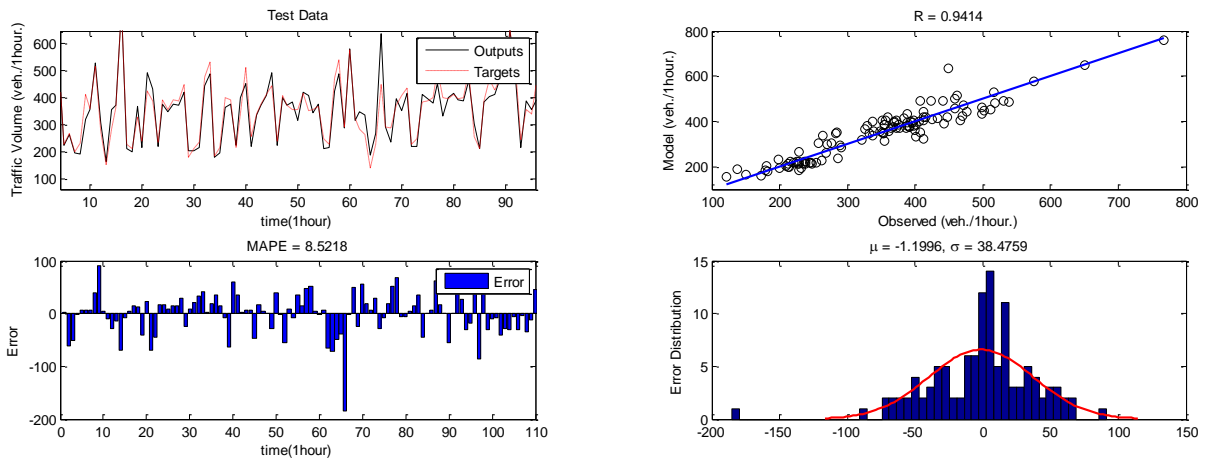 Test Data
Traffic Volume (veh./1hour.)
600
500
400
300
200
100
10 20 30 40 50 60 70 80 90
time(1hour)
Outputs
Targets
R = 0.9414
Model (veh./1hour.)
800
600
400
200
100 200 300 400 500 600 700 800
Observed (veh./1hour.)
MAPE = 8.5218
Error
100
0
-100
-200
0 10 20 30 40 50 60 70 80 90 100 110
time(1hour)
Error
μ = -1.1996, σ = 38.4759
Error Distribution
15
10
5
0
-200 -150 -100 -50 0 50 100 150